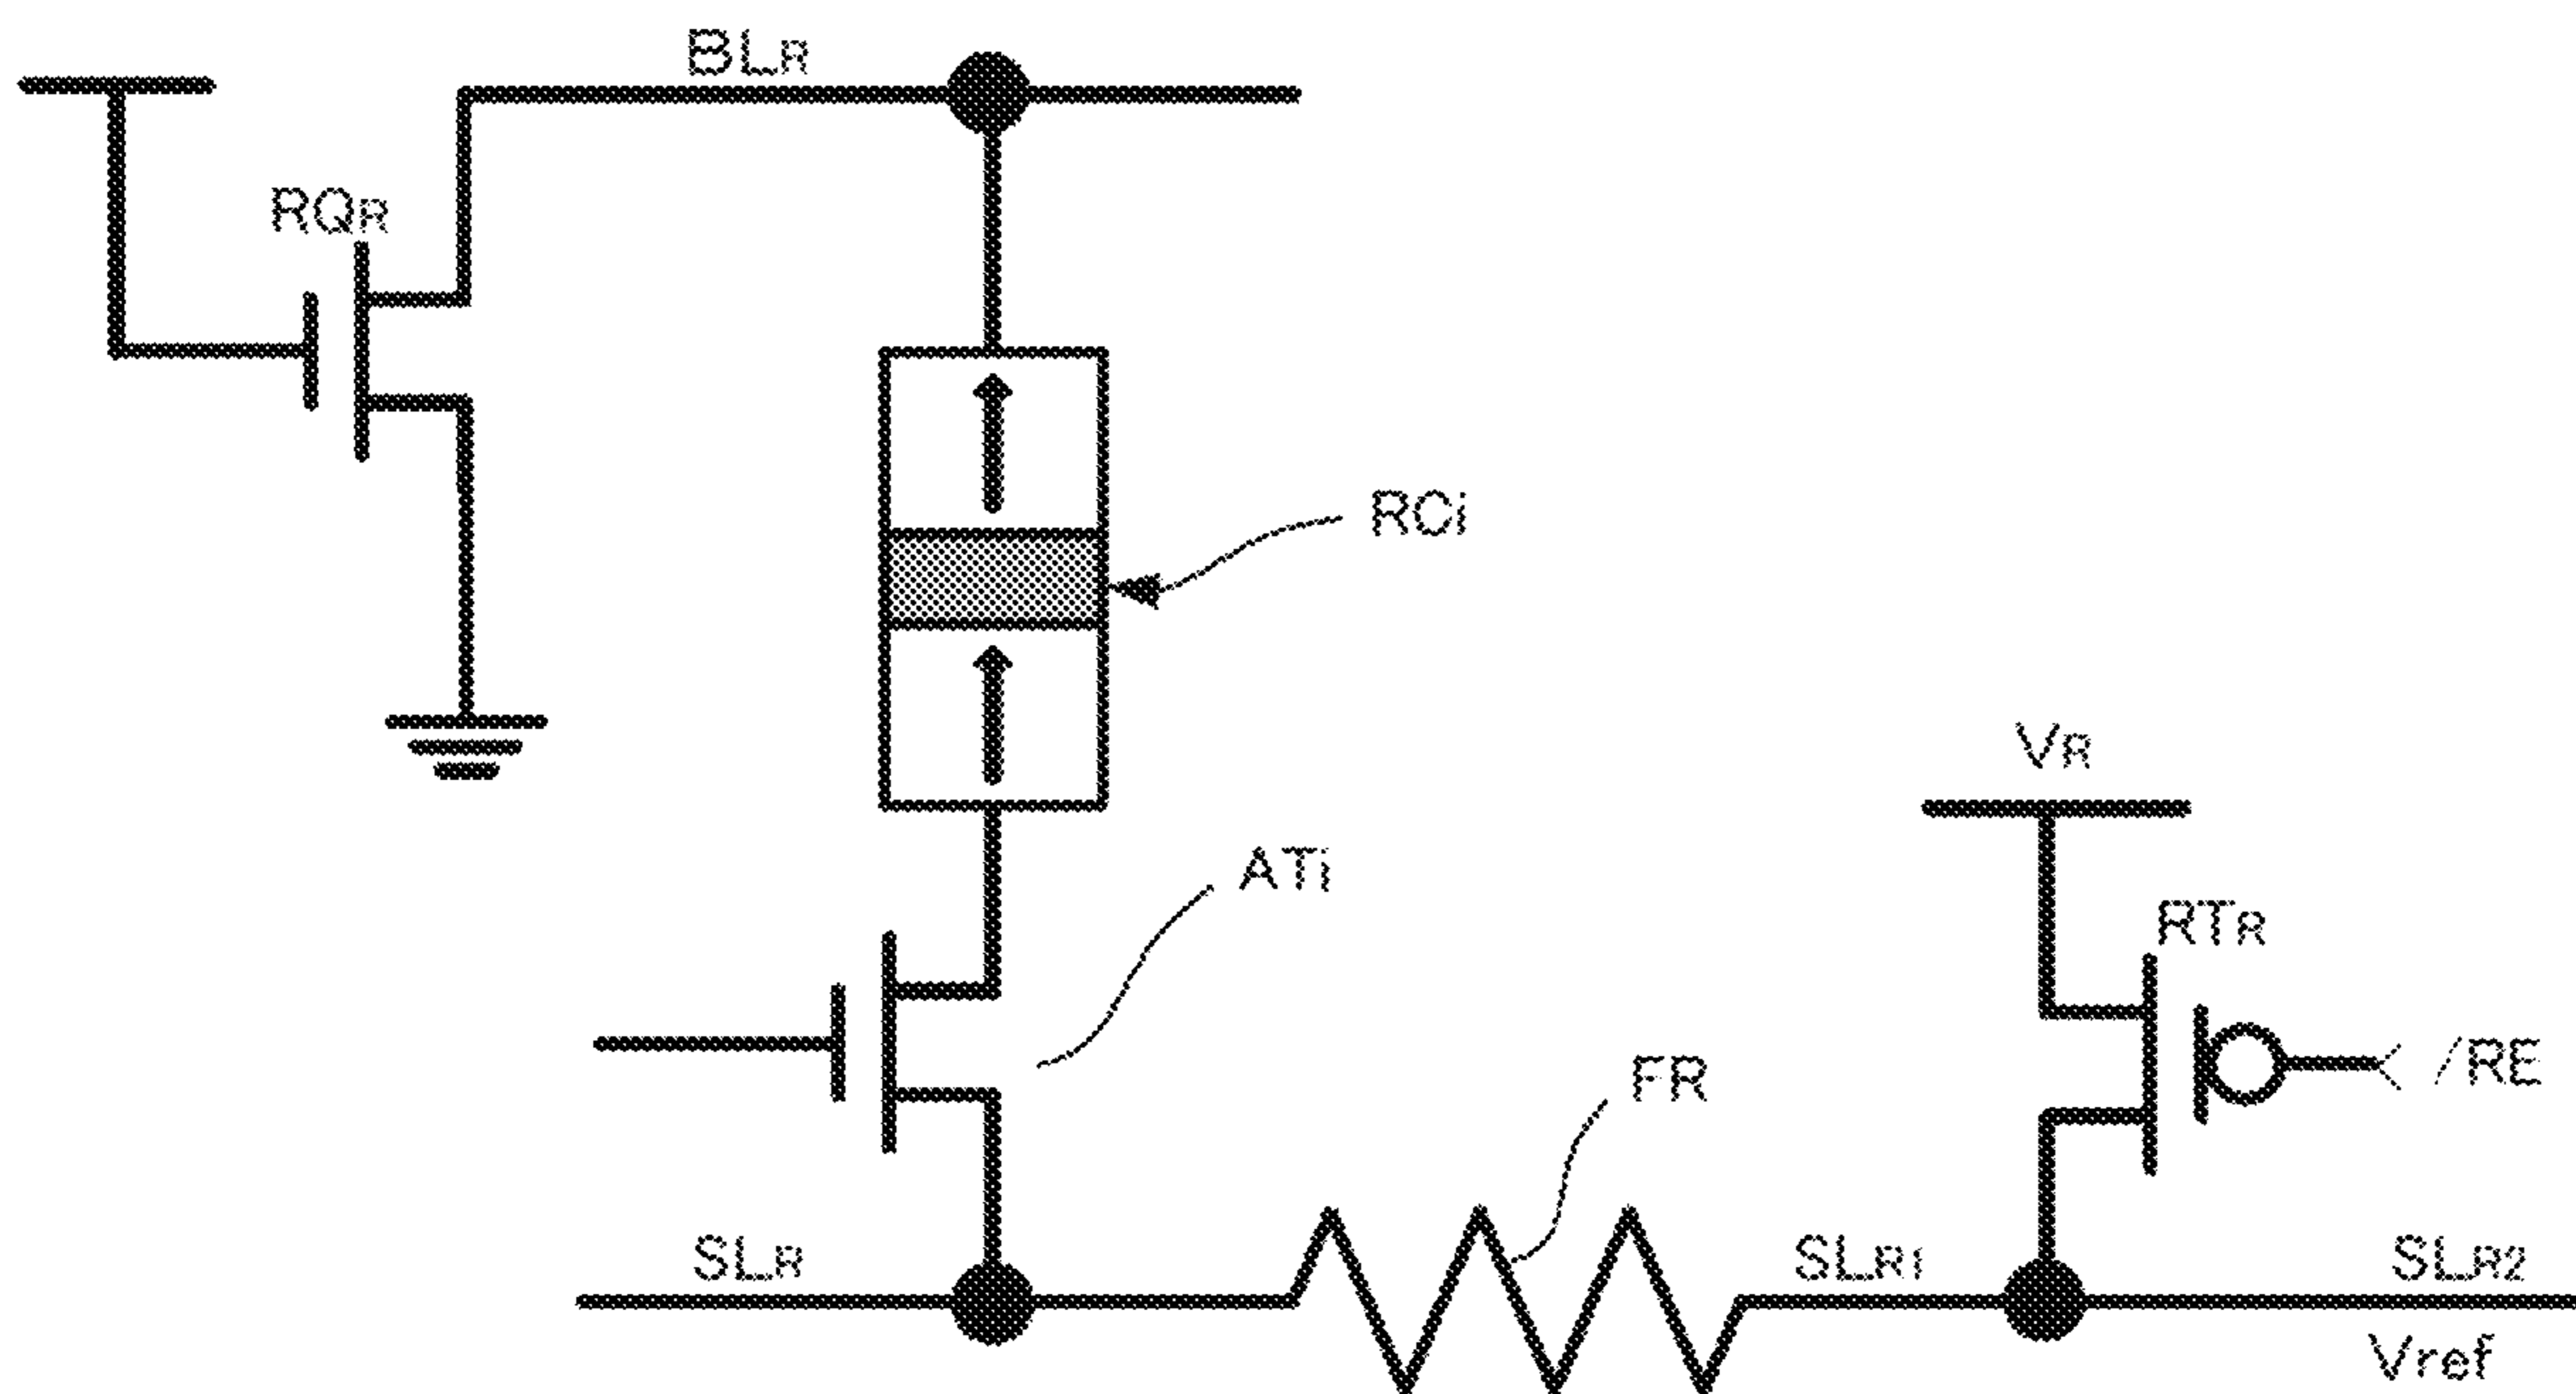 BLR
RQR
RCi
VR
ATi
RTR
/RE
FR
SLR
SLR1
SLR2
Vref